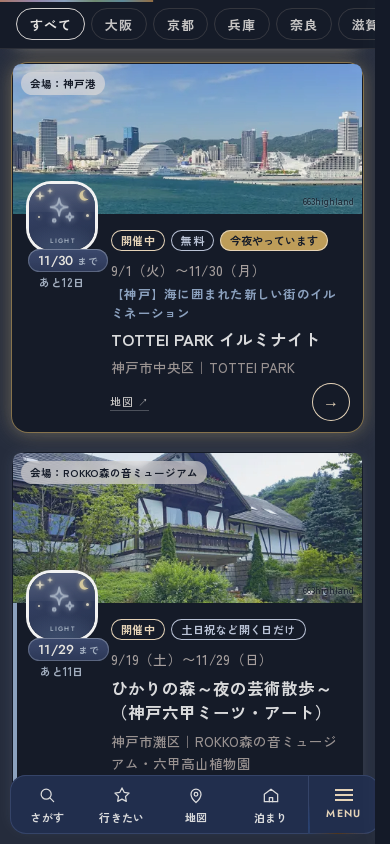 すべて 大阪 京都 兵庫 奈良 滋賀
会場：神戸港
663highland
LIGHT
11/30 まで
あと12日
開催中 無料 今夜やっています
9/1（火）〜11/30（月）
【神戸】海に囲まれた新しい街のイル
ミネーション
TOTTEI PARK イルミナイト
神戸市中央区｜TOTTEI PARK
地図 ↗
→
会場：ROKKO森の音ミュージアム
663highland
LIGHT
11/29 まで
あと11日
開催中 土日祝など開く日だけ
9/19（土）〜11/29（日）
ひかりの森～夜の芸術散歩～
（神戸六甲ミーツ・アート）
神戸市灘区｜ROKKO森の音ミュージ
アム・六甲高山植物園
さがす 行きたい 地図 泊まり MENU